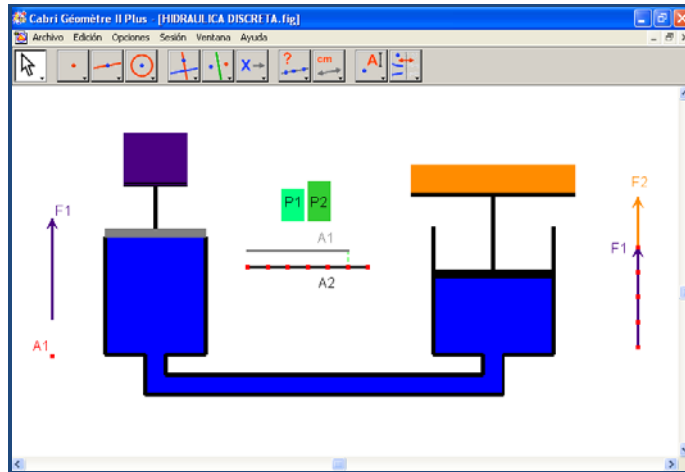 Cabri Géomètre II Plus - [HIDRAULICA DISCRETA.fig]
Archivo Edición Opciones Sesión Ventana Ayuda
X
?
cm
A
F1
P1 P2
F2
A1
F1
A2
A1